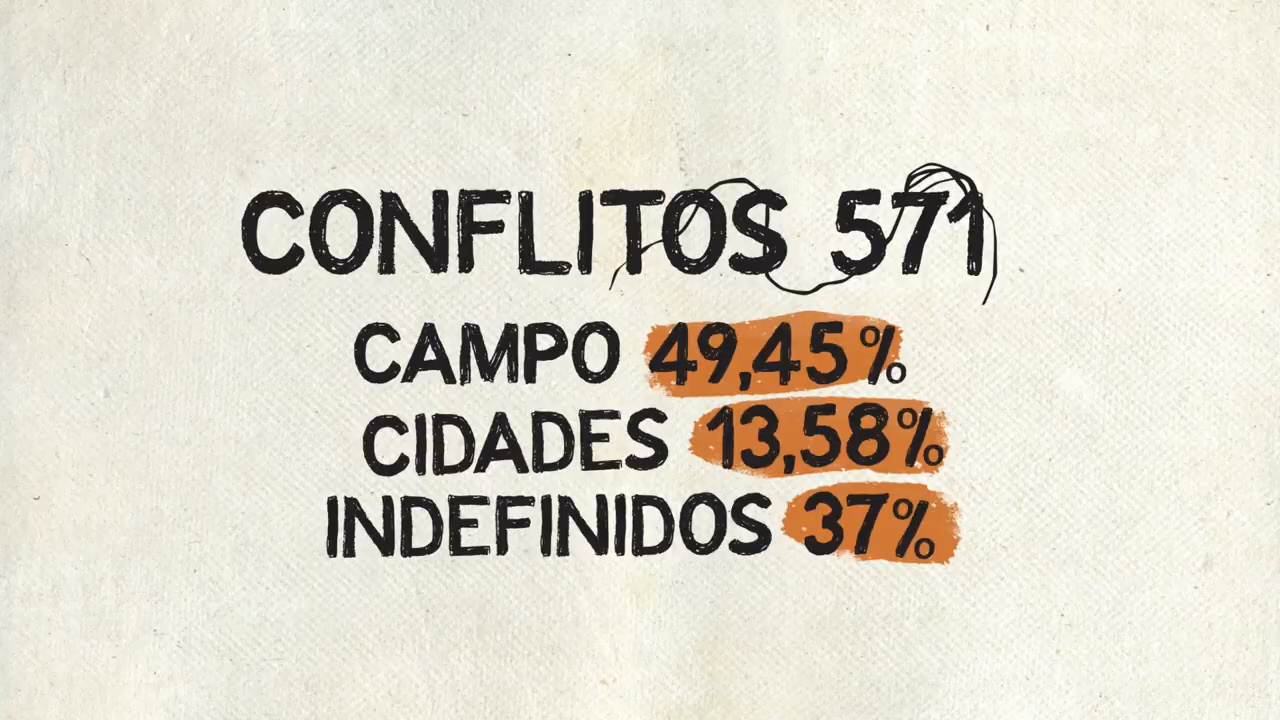 CONFLITOS 571
CAMPO 49,45%
CIDADES 13,58%
INDEFINIDOS 37%